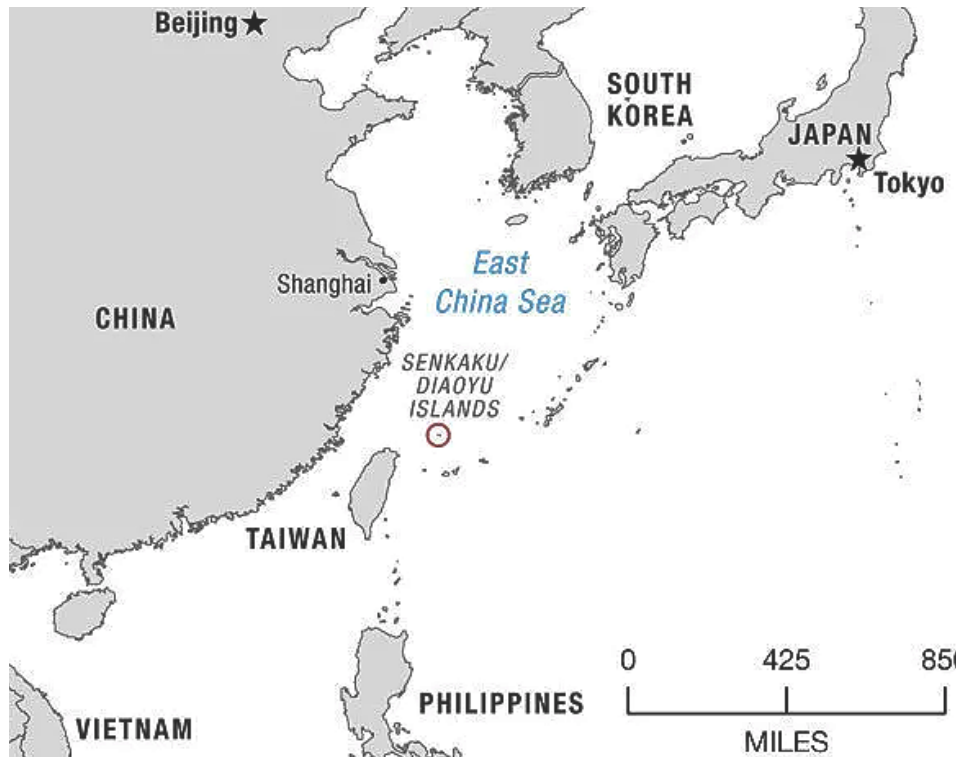 Beijing
SOUTH
KOREA
JAPAN
Tokyo
East
China Sea
Shanghai
CHINA
SENKAKU/
DIAOYU
ISLANDS
TAIWAN
0 425 850
PHILIPPINES
VIETNAM
MILES